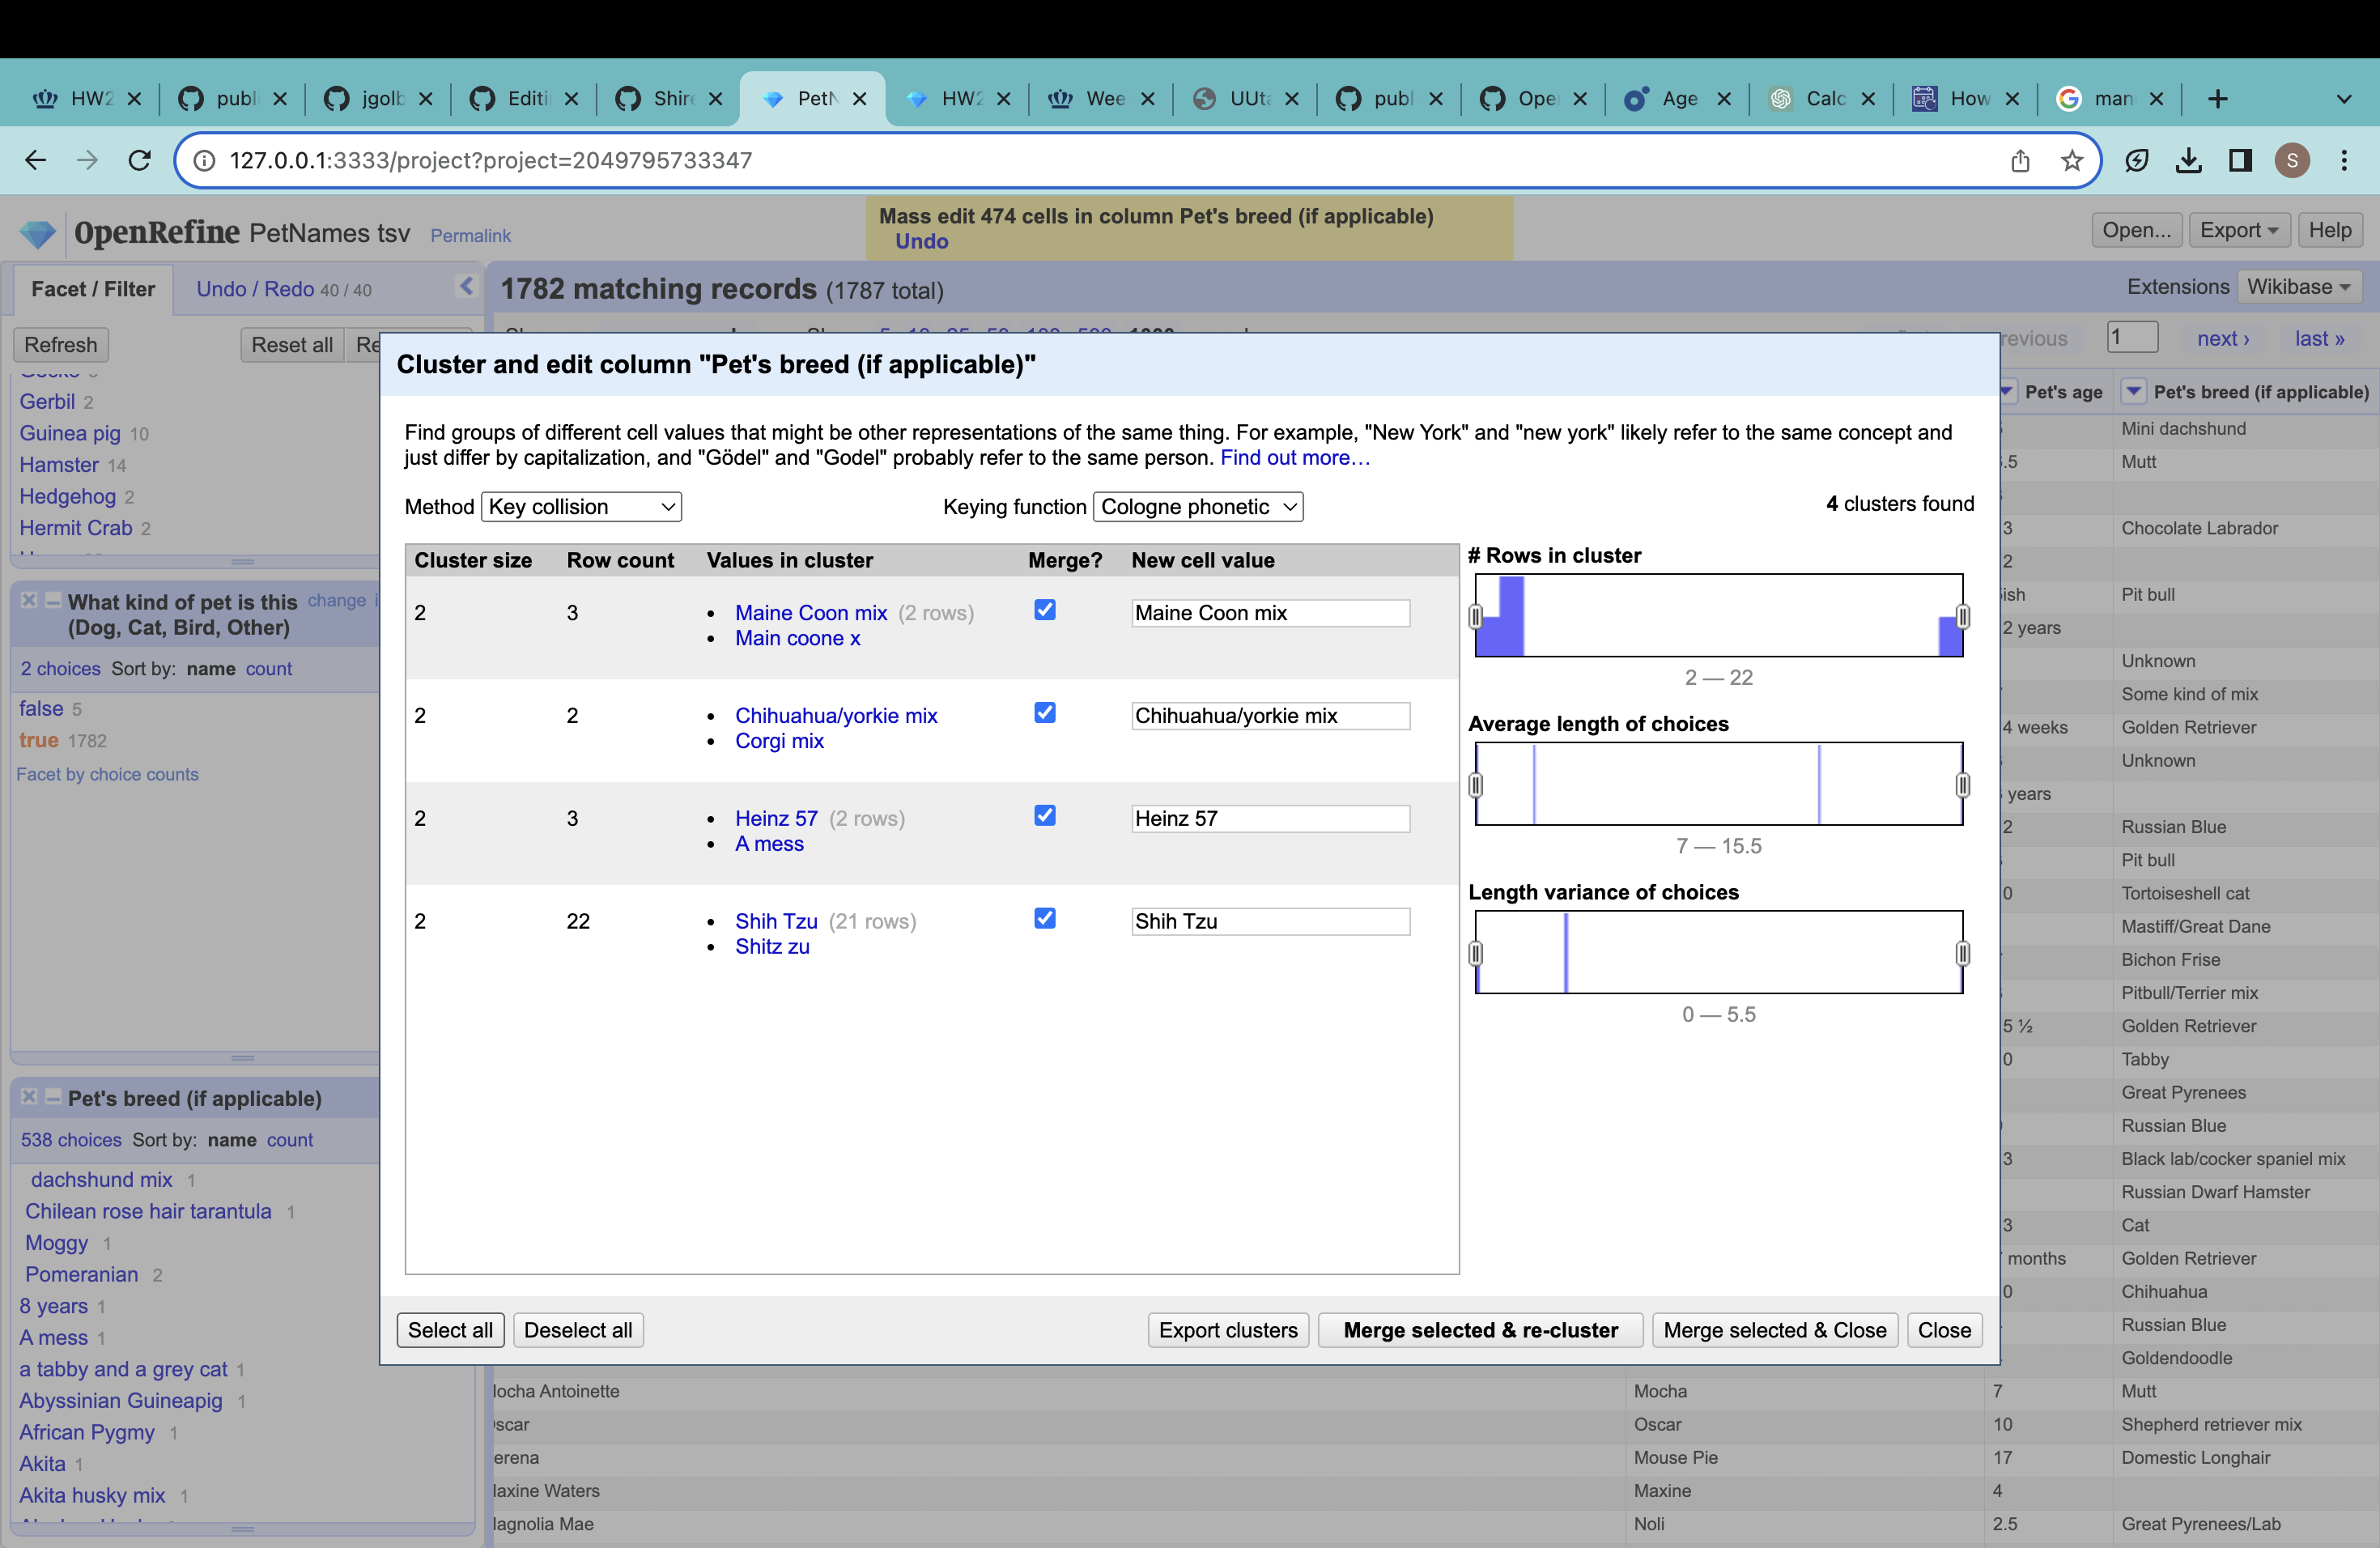 HW2
publ
jgolb
Editi
Shire
PetN
HW2
Wee
UUta
publ
Ope
Age
Calc
How
man
127.0.0.1:3333/project?project=2049795733347
S
OpenRefine PetNames tsv Permalink
Mass edit 474 cells in column Pet's breed (if applicable)
Undo
Open... Export Help
Facet / Filter Undo / Redo 40 / 40
1782 matching records (1787 total)
Extensions Wikibase
Refresh Reset all Re
1 next › last »
revious
Gerbil 2
Guinea pig 10
Hamster 14
Hedgehog 2
Hermit Crab 2
What kind of pet is this change
(Dog, Cat, Bird, Other)
2 choices Sort by: name count
false 5
true 1782
Facet by choice counts
Pet's breed (if applicable)
538 choices Sort by: name count
dachshund mix 1
Chilean rose hair tarantula 1
Moggy 1
Pomeranian 2
8 years 1
A mess 1
a tabby and a grey cat 1
Abyssinian Guineapig 1
African Pygmy 1
Akita 1
Akita husky mix 1
Cluster and edit column "Pet's breed (if applicable)"
Find groups of different cell values that might be other representations of the same thing. For example, "New York" and "new york" likely refer to the same concept and
just differ by capitalization, and "Gödel" and "Godel" probably refer to the same person. Find out more…
Method Key collision Keying function Cologne phonetic 4 clusters found
Cluster size Row count Values in cluster Merge? New cell value
2 3 • Maine Coon mix (2 rows) Maine Coon mix
• Main coone x
2 2 • Chihuahua/yorkie mix Chihuahua/yorkie mix
• Corgi mix
2 3 • Heinz 57 (2 rows) Heinz 57
• A mess
2 22 • Shih Tzu (21 rows) Shih Tzu
• Shitz zu
# Rows in cluster
2 — 22
Average length of choices
7 — 15.5
Length variance of choices
0 — 5.5
Select all Deselect all Export clusters Merge selected & re-cluster Merge selected & Close Close
Pet's age Pet's breed (if applicable)
Mini dachshund
.5 Mutt
3 Chocolate Labrador
2
ish Pit bull
2 years
Unknown
Some kind of mix
4 weeks Golden Retriever
Unknown
years
2 Russian Blue
Pit bull
0 Tortoiseshell cat
Mastiff/Great Dane
Bichon Frise
Pitbull/Terrier mix
5 ½ Golden Retriever
0 Tabby
Great Pyrenees
Russian Blue
3 Black lab/cocker spaniel mix
Russian Dwarf Hamster
3 Cat
months Golden Retriever
0 Chihuahua
Russian Blue
Goldendoodle
ocha Antoinette Mocha 7 Mutt
scar Oscar 10 Shepherd retriever mix
erena Mouse Pie 17 Domestic Longhair
axine Waters Maxine 4
agnolia Mae Noli 2.5 Great Pyrenees/Lab